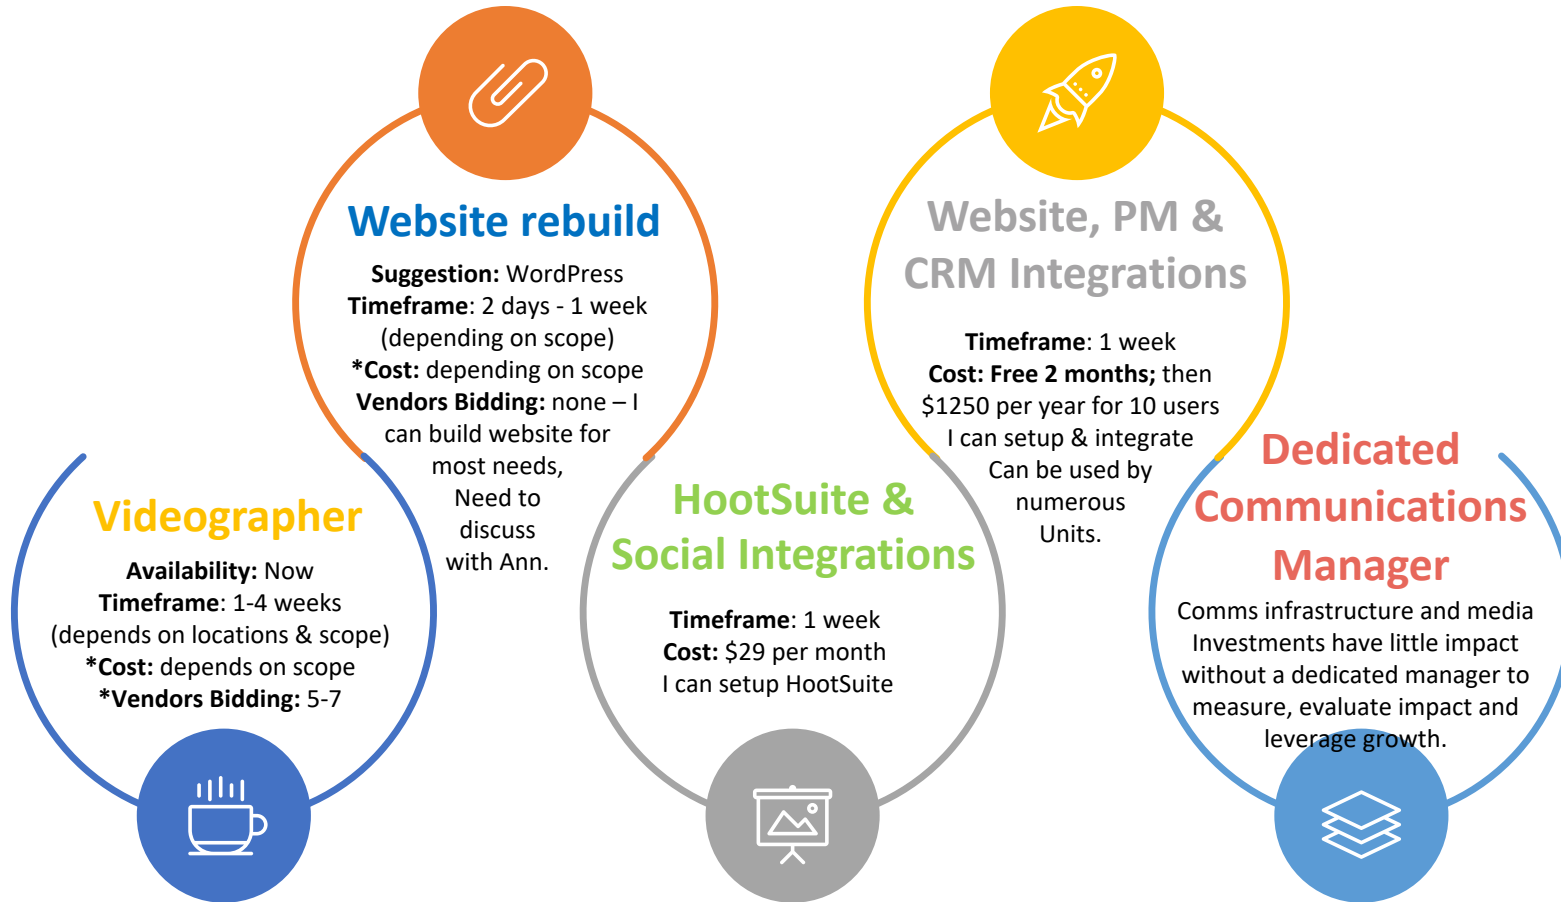 Videographer
Availability: Now
Timeframe: 1-4 weeks
(depends on locations & scope)
*Cost: depends on scope
*Vendors Bidding: 5-7
Website rebuild
Suggestion: WordPress
Timeframe: 2 days - 1 week
(depending on scope)
*Cost: depending on scope
Vendors Bidding: none – I
can build website for
most needs,
Need to
discuss
with Ann.
HootSuite &
Social Integrations
Timeframe: 1 week
Cost: $29 per month
I can setup HootSuite
Website, PM &
CRM Integrations
Timeframe: 1 week
Cost: Free 2 months; then
$1250 per year for 10 users
I can setup & integrate
Can be used by
numerous
Units.
Dedicated
Communications
Manager
Comms infrastructure and media
Investments have little impact
without a dedicated manager to
measure, evaluate impact and
leverage growth.